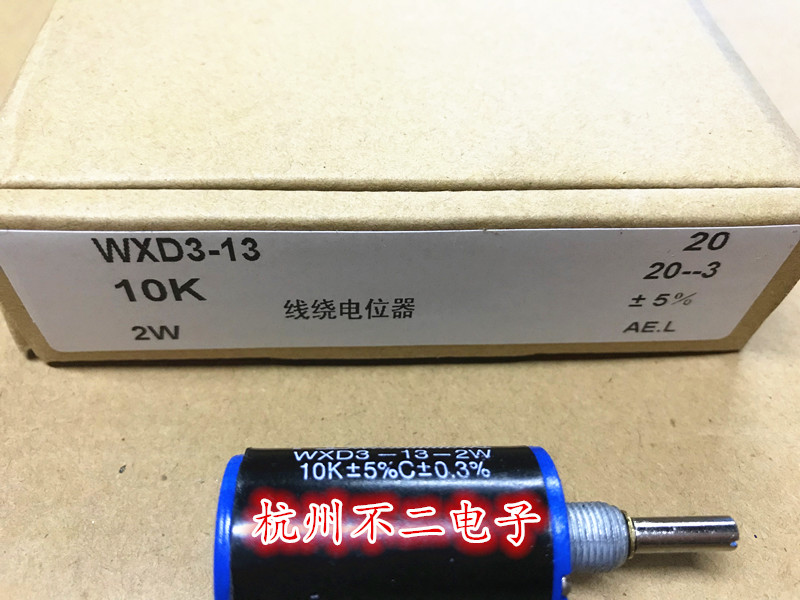 WXD3-13
20
10K
20--3
线绕电位器
±5%
2W
AE.L
WXD3-13-2W
10K±5%C±0.3%
杭州不二电子